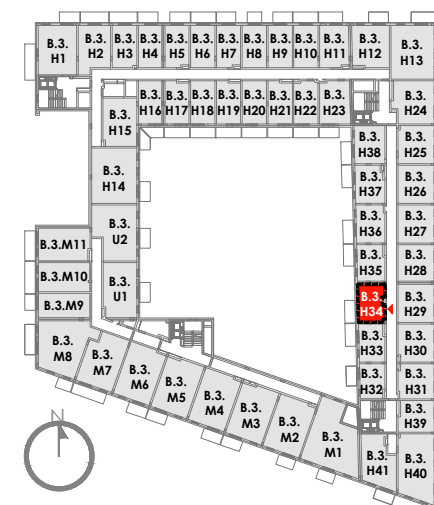 B.3.
H1
B.3.
H2
B.3.
H3
B.3.
H4
B.3.
H5
B.3.
H6
B.3.
H7
B.3.
H8
B.3.
H9
B.3.
H10
B.3.
H11
B.3.
H12
B.3.
H13
B.3.
H16
B.3.
H17
B.3.
H18
B.3.
H19
B.3.
H20
B.3.
H21
B.3.
H22
B.3.
H23
B.3.
H24
B.3.
H15
B.3.
H38
B.3.
H25
B.3.
H14
B.3.
H37
B.3.
H26
B.3.
U2
B.3.
H36
B.3.
H27
B.3.M11
B.3.
H35
B.3.
H28
B.3.M10
B.3.
U1
B.3.
H34
B.3.
H29
B.3.M9
B.3.
M8
B.3.
M7
B.3.
M6
B.3.
M5
B.3.
M4
B.3.
M3
B.3.
M2
B.3.
M1
B.3.
H33
B.3.
H30
B.3.
H32
B.3.
H31
B.3.
H39
B.3.
H41
B.3.
H40
N